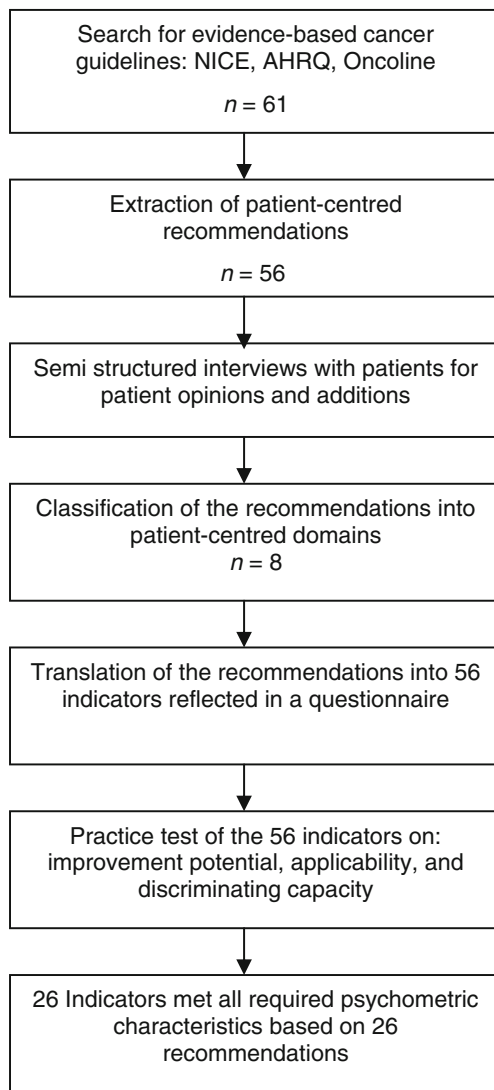 Search for evidence-based cancer
guidelines: NICE, AHRQ, Oncoline
n = 61
Extraction of patient-centred
recommendations
n = 56
Semi structured interviews with patients for
patient opinions and additions
Classification of the recommendations into
patient-centred domains
n = 8
Translation of the recommendations into 56
indicators reflected in a questionnaire
Practice test of the 56 indicators on:
improvement potential, applicability, and
discriminating capacity
26 Indicators met all required psychometric
characteristics based on 26
recommendations